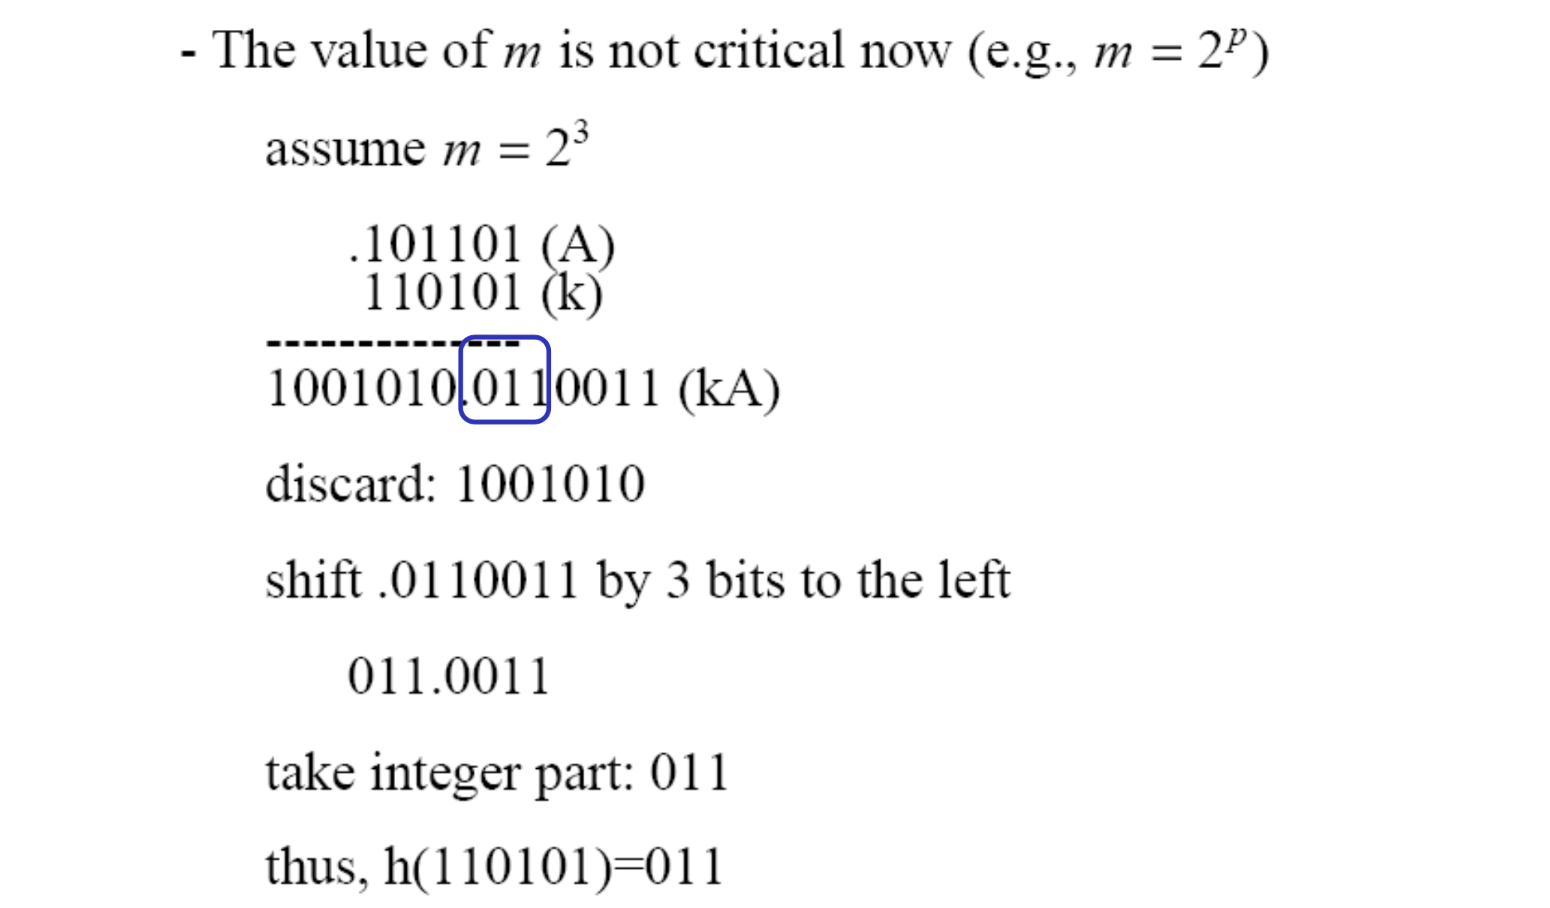 - The value of m is not critical now (e.g., m = 2^p)
assume m = 2^3
.101101 (A)
110101 (k)
--------------
1001010.0110011 (kA)
discard: 1001010
shift .0110011 by 3 bits to the left
011.0011
take integer part: 011
thus, h(110101)=011